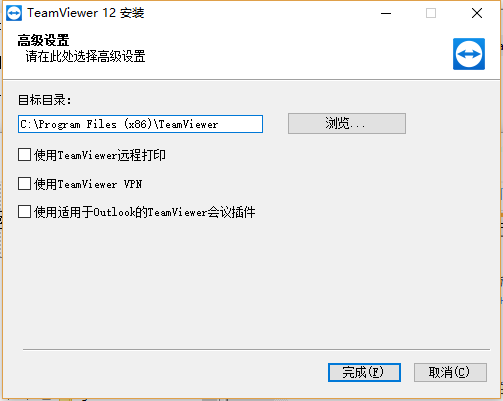 TeamViewer 12 安装
高级设置
请在此处选择高级设置
目标目录：
C:\Program Files (x86)\TeamViewer
浏览...
使用TeamViewer远程打印
使用TeamViewer VPN
使用适用于Outlook的TeamViewer会议插件
完成(F)
取消(C)